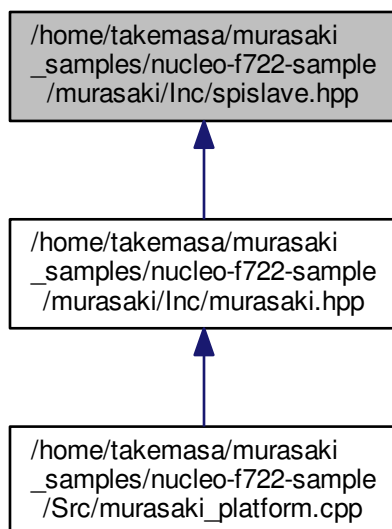 /home/takemasa/murasaki
_samples/nucleo-f722-sample
/murasaki/Inc/spislave.hpp
/home/takemasa/murasaki
_samples/nucleo-f722-sample
/murasaki/Inc/murasaki.hpp
/home/takemasa/murasaki
_samples/nucleo-f722-sample
/Src/murasaki_platform.cpp